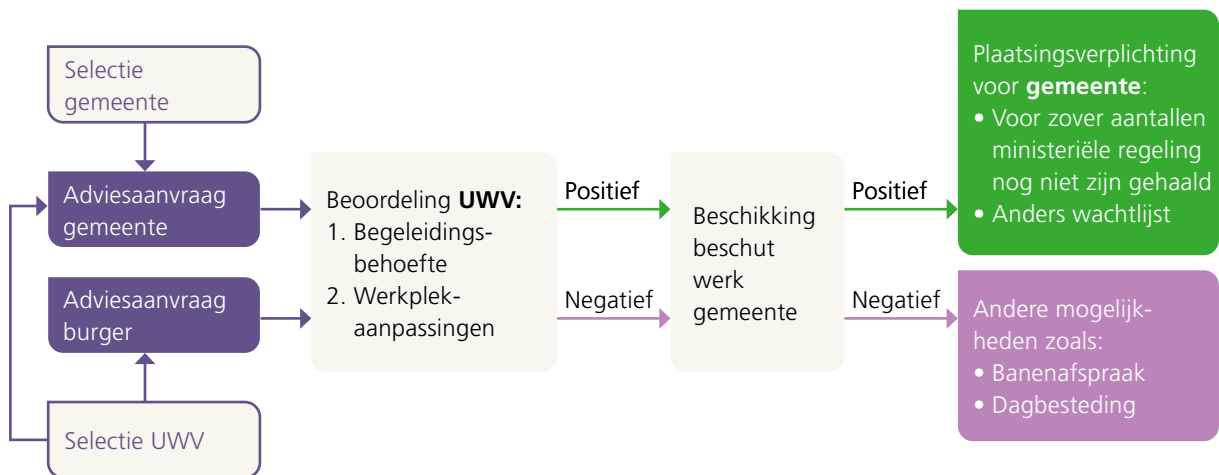 Selectie
gemeente
Adviesaanvraag
gemeente
Adviesaanvraag
burger
Selectie UWV
Beoordeling UWV:
1. Begeleidings-
behoefte
2. Werkplek-
aanpassingen
Positief
Negatief
Beschikking
beschut
werk
gemeente
Positief
Negatief
Plaatsingsverplichting
voor gemeente:
• Voor zover aantallen
ministeriële regeling
nog niet zijn gehaald
• Anders wachtlijst
Andere mogelijk-
heden zoals:
• Banenafspraak
• Dagbesteding